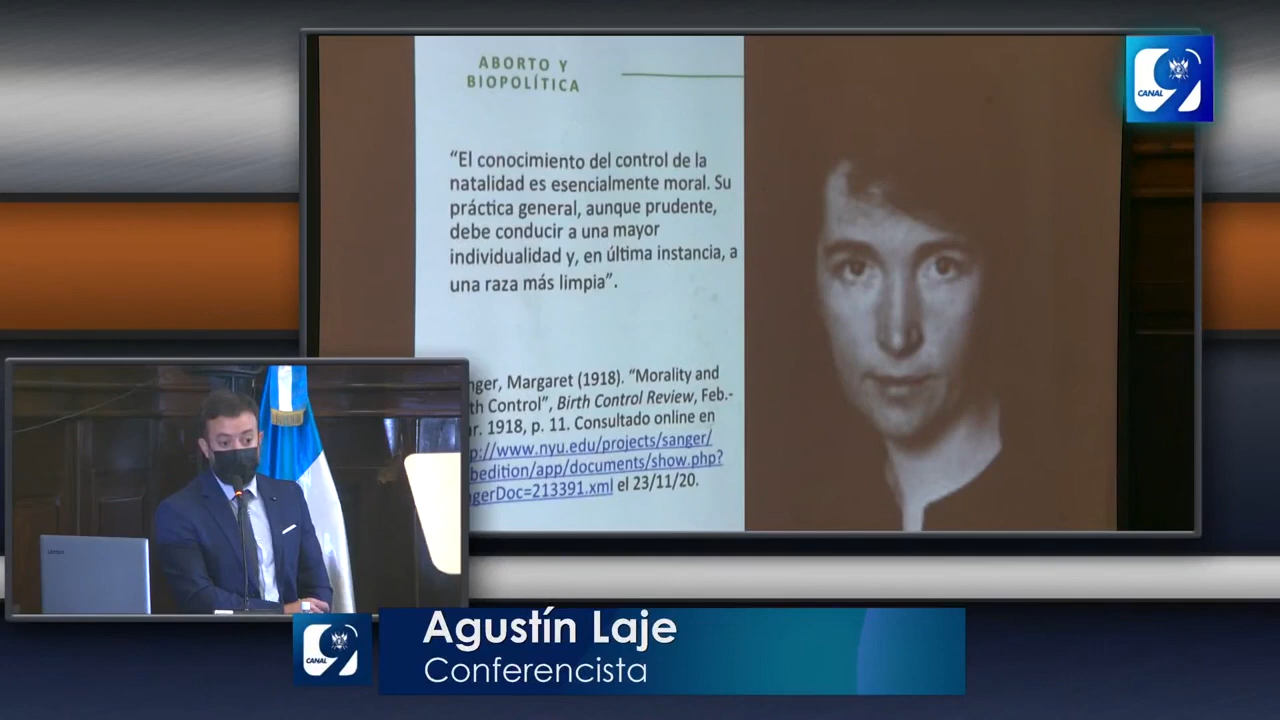 ABORTO Y
BIOPOLÍTICA
“El conocimiento del control de la
natalidad es esencialmente moral. Su
práctica general, aunque prudente,
debe conducir a una mayor
individualidad y, en última instancia, a
una raza más limpia”.
nger, Margaret (1918). “Morality and
th Control”, Birth Control Review, Feb.-
r. 1918, p. 11. Consultado online en
p://www.nyu.edu/projects/sanger/
bedition/app/documents/show.php?
ngerDoc=213391.xml el 23/11/20.
CANAL 9
lenovo
CANAL 9
Agustín Laje
Conferencista